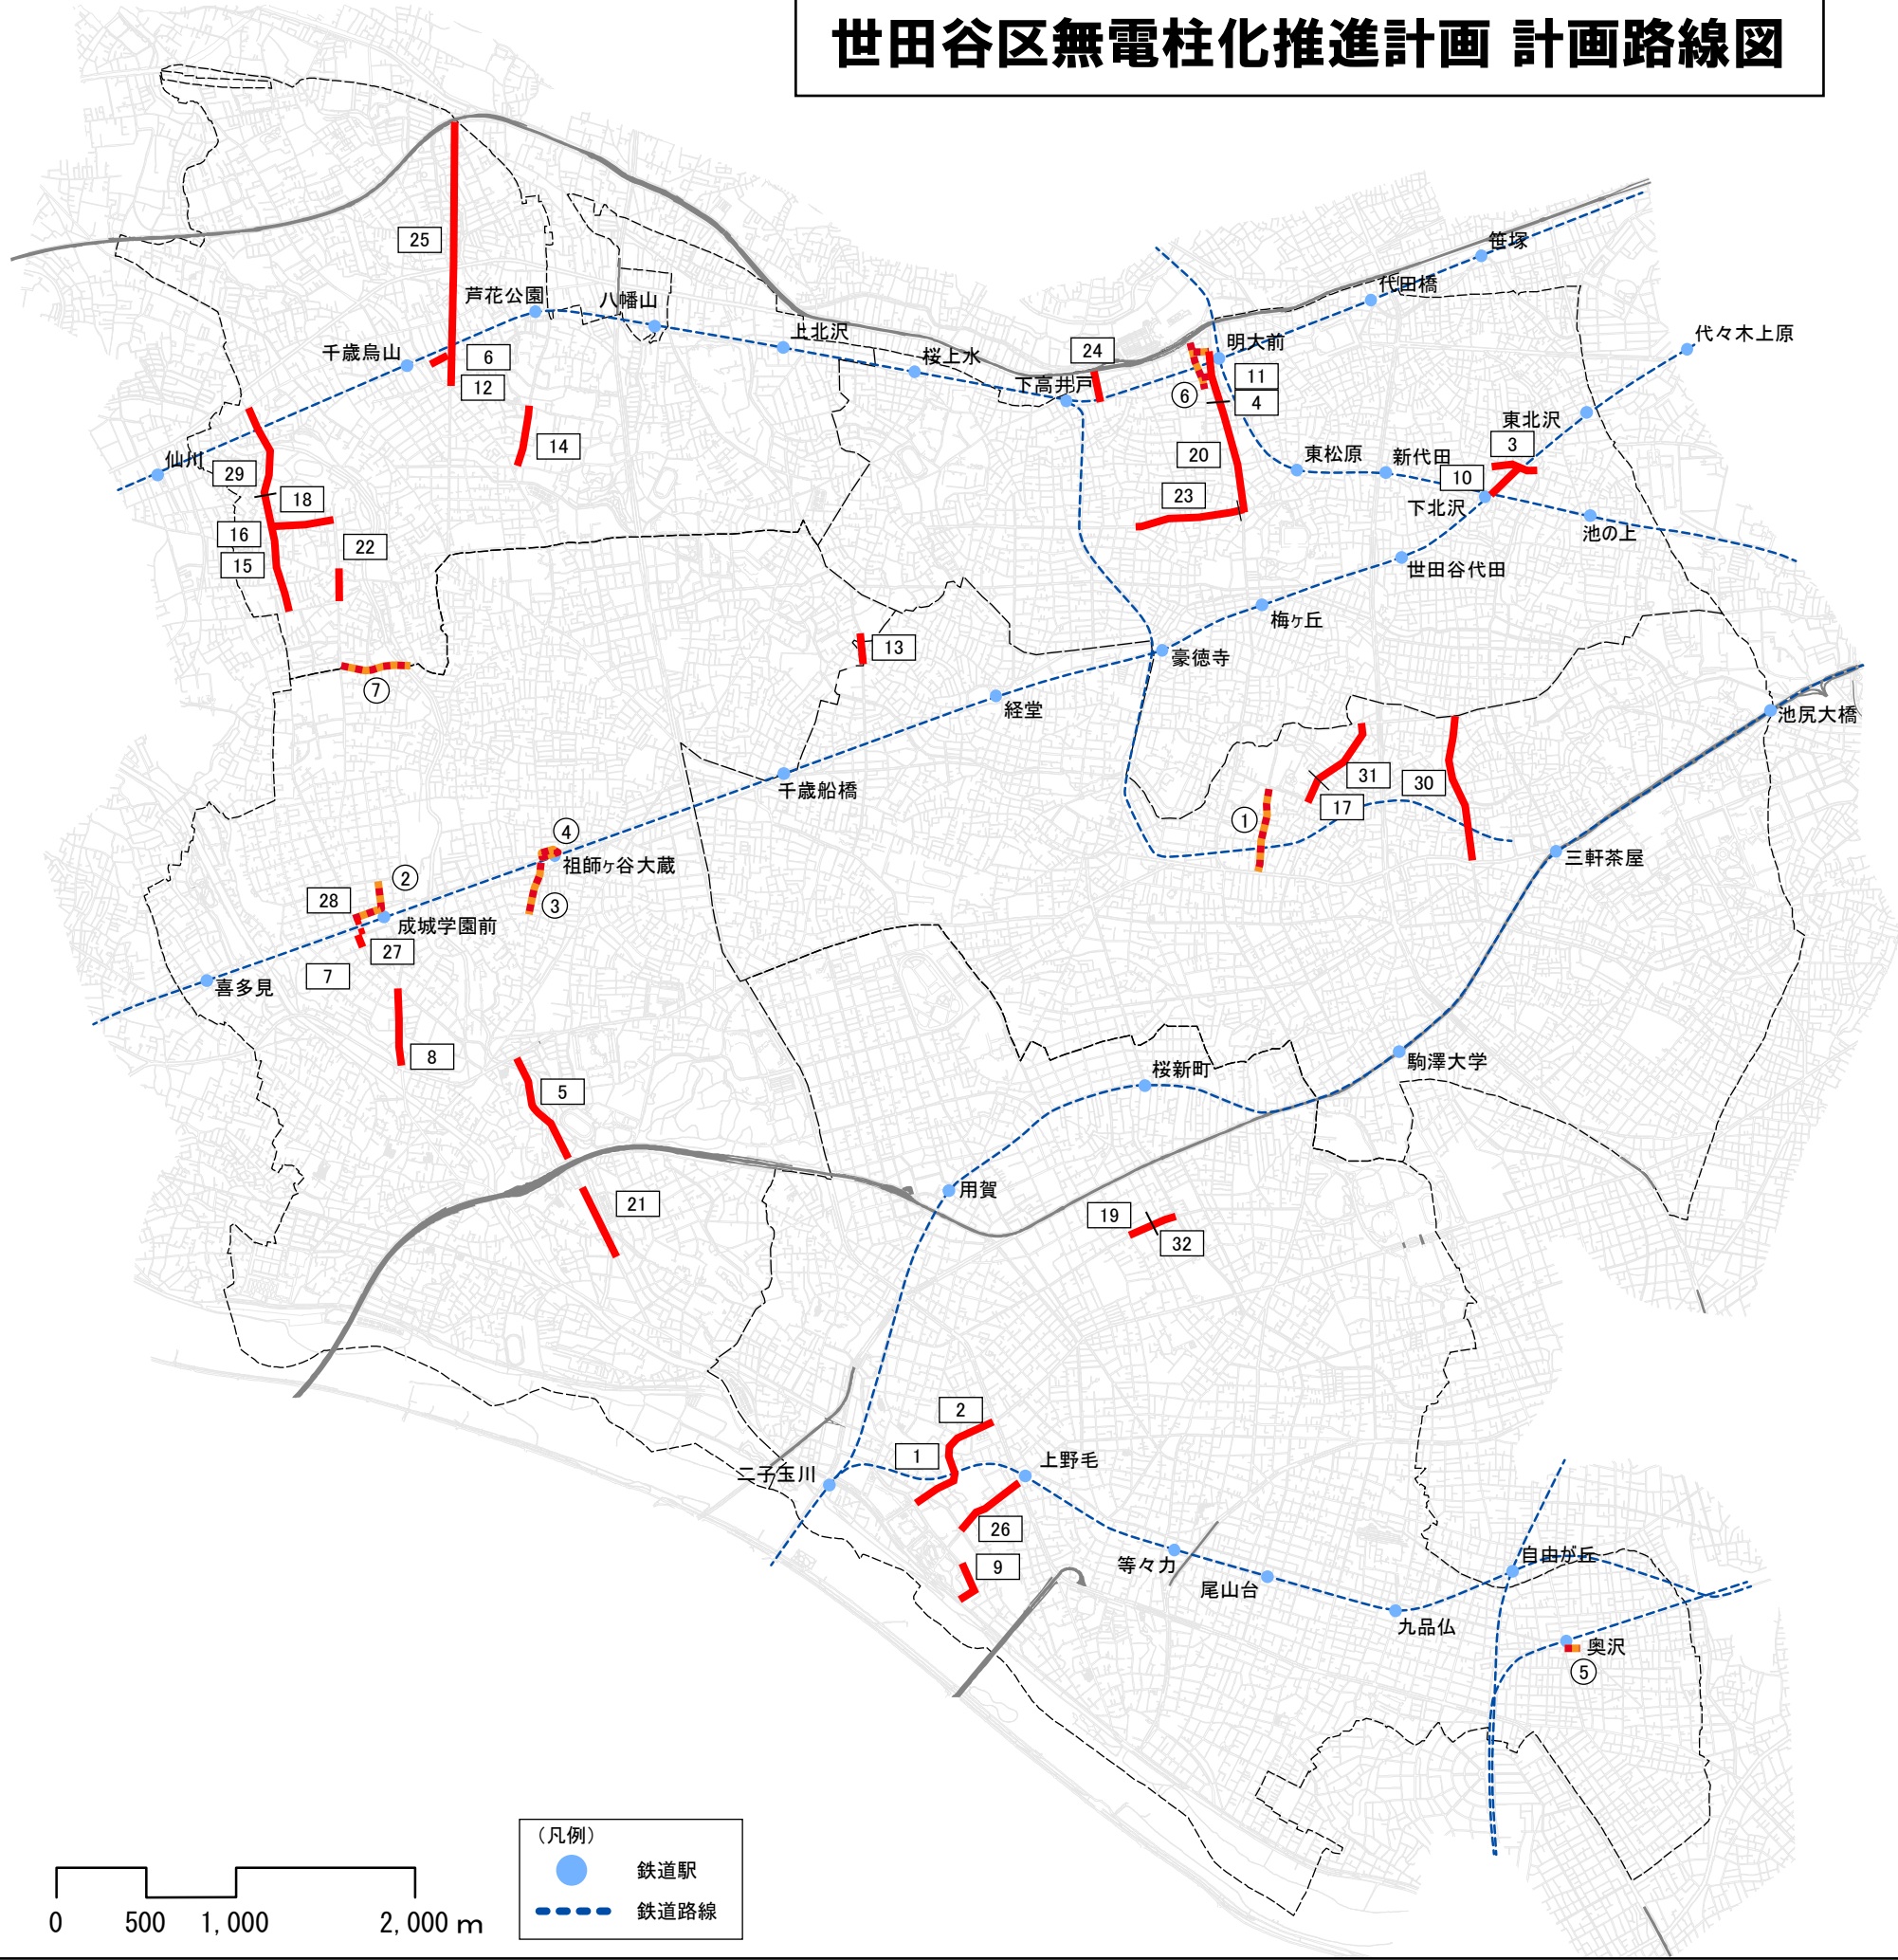 世田谷区無電柱化推進計画 計画路線図
笹塚
25
代田橋
芦花公園
八幡山
代々木上原
上北沢
明大前
千歳烏山
6
24
桜上水
11
12
下高井戸
⑥
4
東北沢
14
3
20
東松原
新代田
仙川
29
10
18
23
下北沢
16
池の上
22
15
世田谷代田
梅ヶ丘
13
豪徳寺
⑦
経堂
池尻大橋
31
30
千歳船橋
17
①
④
祖師ヶ谷大蔵
三軒茶屋
②
28
③
成城学園前
27
7
喜多見
8
駒澤大学
桜新町
5
用賀
21
19
32
2
1
上野毛
二子玉川
26
9
等々力
自由が丘
尾山台
九品仏
奥沢
⑤
(凡例)
鉄道駅
鉄道路線
0 500 1,000 2,000 m